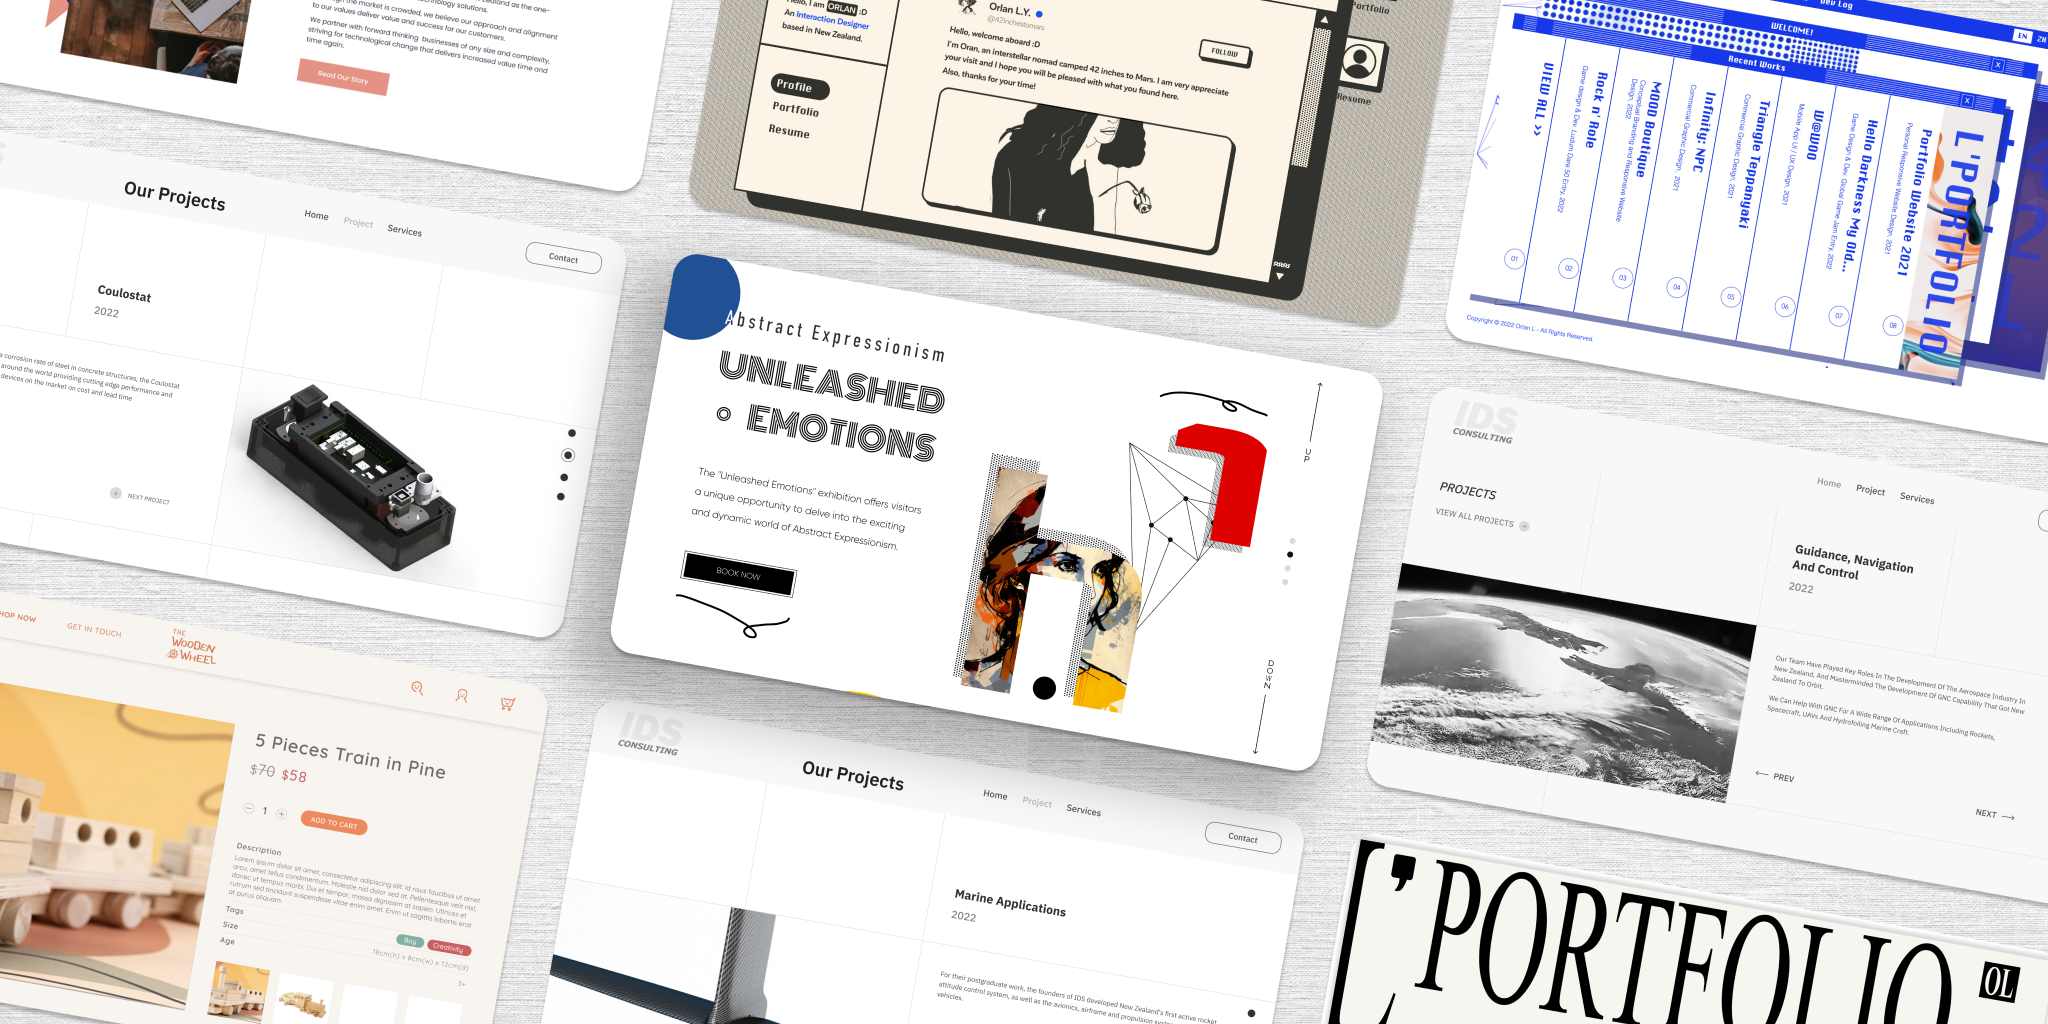 technology solutions.
the market is crowded, we believe our approach and alignment
to our values deliver value and success for our customers.
We partner with forward thinking businesses of any size and complexity,
striving for technological change that delivers increased value time and
time again.
Read Our Story
I am ORLAN :D
An Interaction Designer
based in New Zealand.
Profile
Portfolio
Resume
Orlan L.Y.
@42inchestomars
FOLLOW
Hello, welcome aboard :D
I'm Oran, an interstellar nomad camped 42 inches to Mars. I am very appreciate
your visit and I hope you will be pleased with what you found here.
Also, thanks for your time!
Portfolio
Resume
Dev Log
EN
ZH
WELCOME!
Recent Works
X
X
VIEW ALL >>
01
Rock n' Role
Game design & Dev. Ludum Dare 50 Entry, 2022
02
MOOD Boutique
Conceptual Branding and Responsive Website
Design, 2022
03
Infinity: NPC
Commercial Graphic Design, 2021
04
Triangle Teppanyaki
Commercial Graphic Design, 2021
05
W@WOO
Mobile App UI / UX Design, 2021
06
Hello Darkness My Old...
Game Design & Dev. Global Game Jam Entry, 2022
07
Portfolio Website 2021
Personal Responsive Website Design, 2021
08
L'PORTFOLIO
Copyright © 2022 Orlan L - All Rights Reserved.
Our Projects
Home
Project
Services
Contact
Coulostat
2022
corrosion rate of steel in concrete structures, the Coulostat
around the world providing cutting edge performance and
devices on the market on cost and lead time
NEXT PROJECT
Abstract Expressionism
UNLEASHED
EMOTIONS
The "Unleashed Emotions" exhibition offers visitors
a unique opportunity to delve into the exciting
and dynamic world of Abstract Expressionism.
BOOK NOW
UP
DOWN
IDS
CONSULTING
Home
Project
Services
PROJECTS
VIEW ALL PROJECTS
Guidance, Navigation
And Control
2022
Our Team Have Played Key Roles In The Development Of The Aerospace Industry In
New Zealand, And Masterminded The Development Of GNC Capability That Got New
Zealand To Orbit.
We Can Help With GNC For A Wide Range Of Applications Including Rockets,
Spacecraft, UAVs And Hydrofoiling Marine Craft.
PREV
NEXT
SHOP NOW
GET IN TOUCH
THE
WOODEN
WHEEL
5 Pieces Train in Pine
$70 $58
1
ADD TO CART
Description
Lorem ipsum dolor sit amet, consectetur adipiscing elit. Id risus faucibus ut amet
arcu, amet tellus condimentum. Molestie nisl dolor sed at. Pellentesque velit nisl,
donec ut tempus morbi. Dui et tempor, massa dignissim at sapien. Ultrices et
rutrum sed tincidunt suspendisse vitae enim amet. Enim ut sagittis lobortis erat
at purus aliquam.
Tags
Boy
Creativity
Size
18cm(h) x 8cm(w) x 12cm(d)
Age
3+
IDS
CONSULTING
Our Projects
Home
Project
Services
Contact
Marine Applications
2022
For their postgraduate work, the founders of IDS developed New Zealand's first active rocket
attitude control system, as well as the avionics, airframe and propulsion
vehicles.
PORTFOLIO
OL